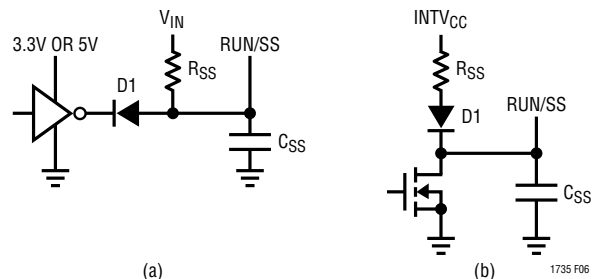 V_IN
3.3V OR 5V
RUN/SS
R_SS
D1
C_SS
(a)
INTV_CC
R_SS
D1
RUN/SS
C_SS
(b)
1735 F06